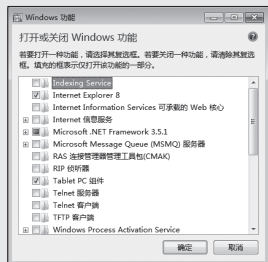 Windows 功能
打开或关闭 Windows 功能
若要打开一种功能，请选择其复选框。若要关闭一种功能，请清除其复选
框。填充的框表示仅打开该功能的一部分。
Indexing Service
Internet Explorer 8
Internet Information Services 可承载的 Web 核心
Internet 信息服务
Microsoft .NET Framework 3.5.1
Microsoft Message Queue (MSMQ) 服务器
RAS 连接管理器管理工具包(CMAK)
RIP 侦听器
Tablet PC 组件
Telnet 服务器
Telnet 客户端
TFTP 客户端
Windows Process Activation Service
确定
取消